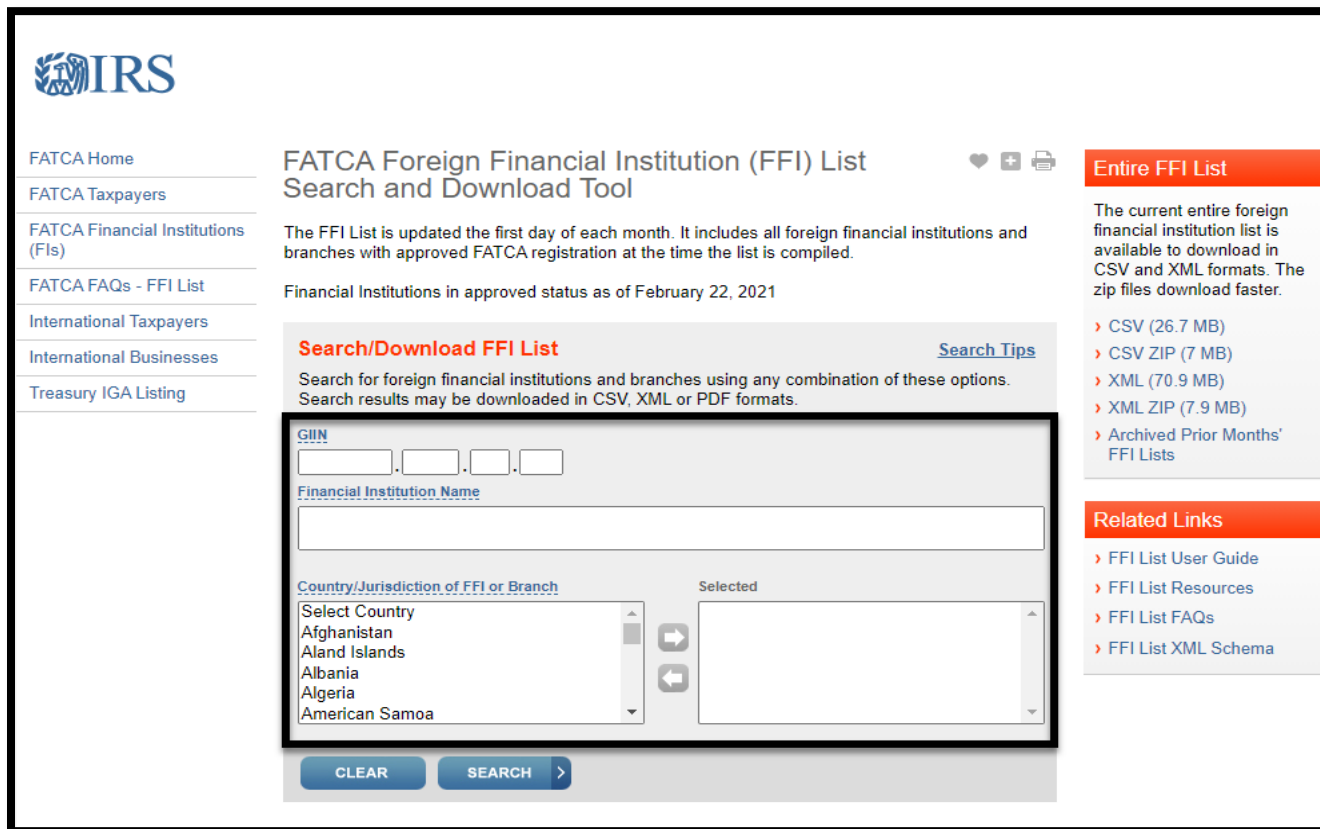 IRS
FATCA Home
FATCA Taxpayers
FATCA Financial Institutions
(FIs)
FATCA FAQs - FFI List
International Taxpayers
International Businesses
Treasury IGA Listing
FATCA Foreign Financial Institution (FFI) List
Search and Download Tool
The FFI List is updated the first day of each month. It includes all foreign financial institutions and
branches with approved FATCA registration at the time the list is compiled.
Financial Institutions in approved status as of February 22, 2021
Search/Download FFI List
Search Tips
Search for foreign financial institutions and branches using any combination of these options.
Search results may be downloaded in CSV, XML or PDF formats.
GIIN
. . .
Financial Institution Name
Country/Jurisdiction of FFI or Branch
Select Country
Afghanistan
Aland Islands
Albania
Algeria
American Samoa
Selected
CLEAR
SEARCH
Entire FFI List
The current entire foreign
financial institution list is
available to download in
CSV and XML formats. The
zip files download faster.
CSV (26.7 MB)
CSV ZIP (7 MB)
XML (70.9 MB)
XML ZIP (7.9 MB)
Archived Prior Months'
FFI Lists
Related Links
FFI List User Guide
FFI List Resources
FFI List FAQs
FFI List XML Schema